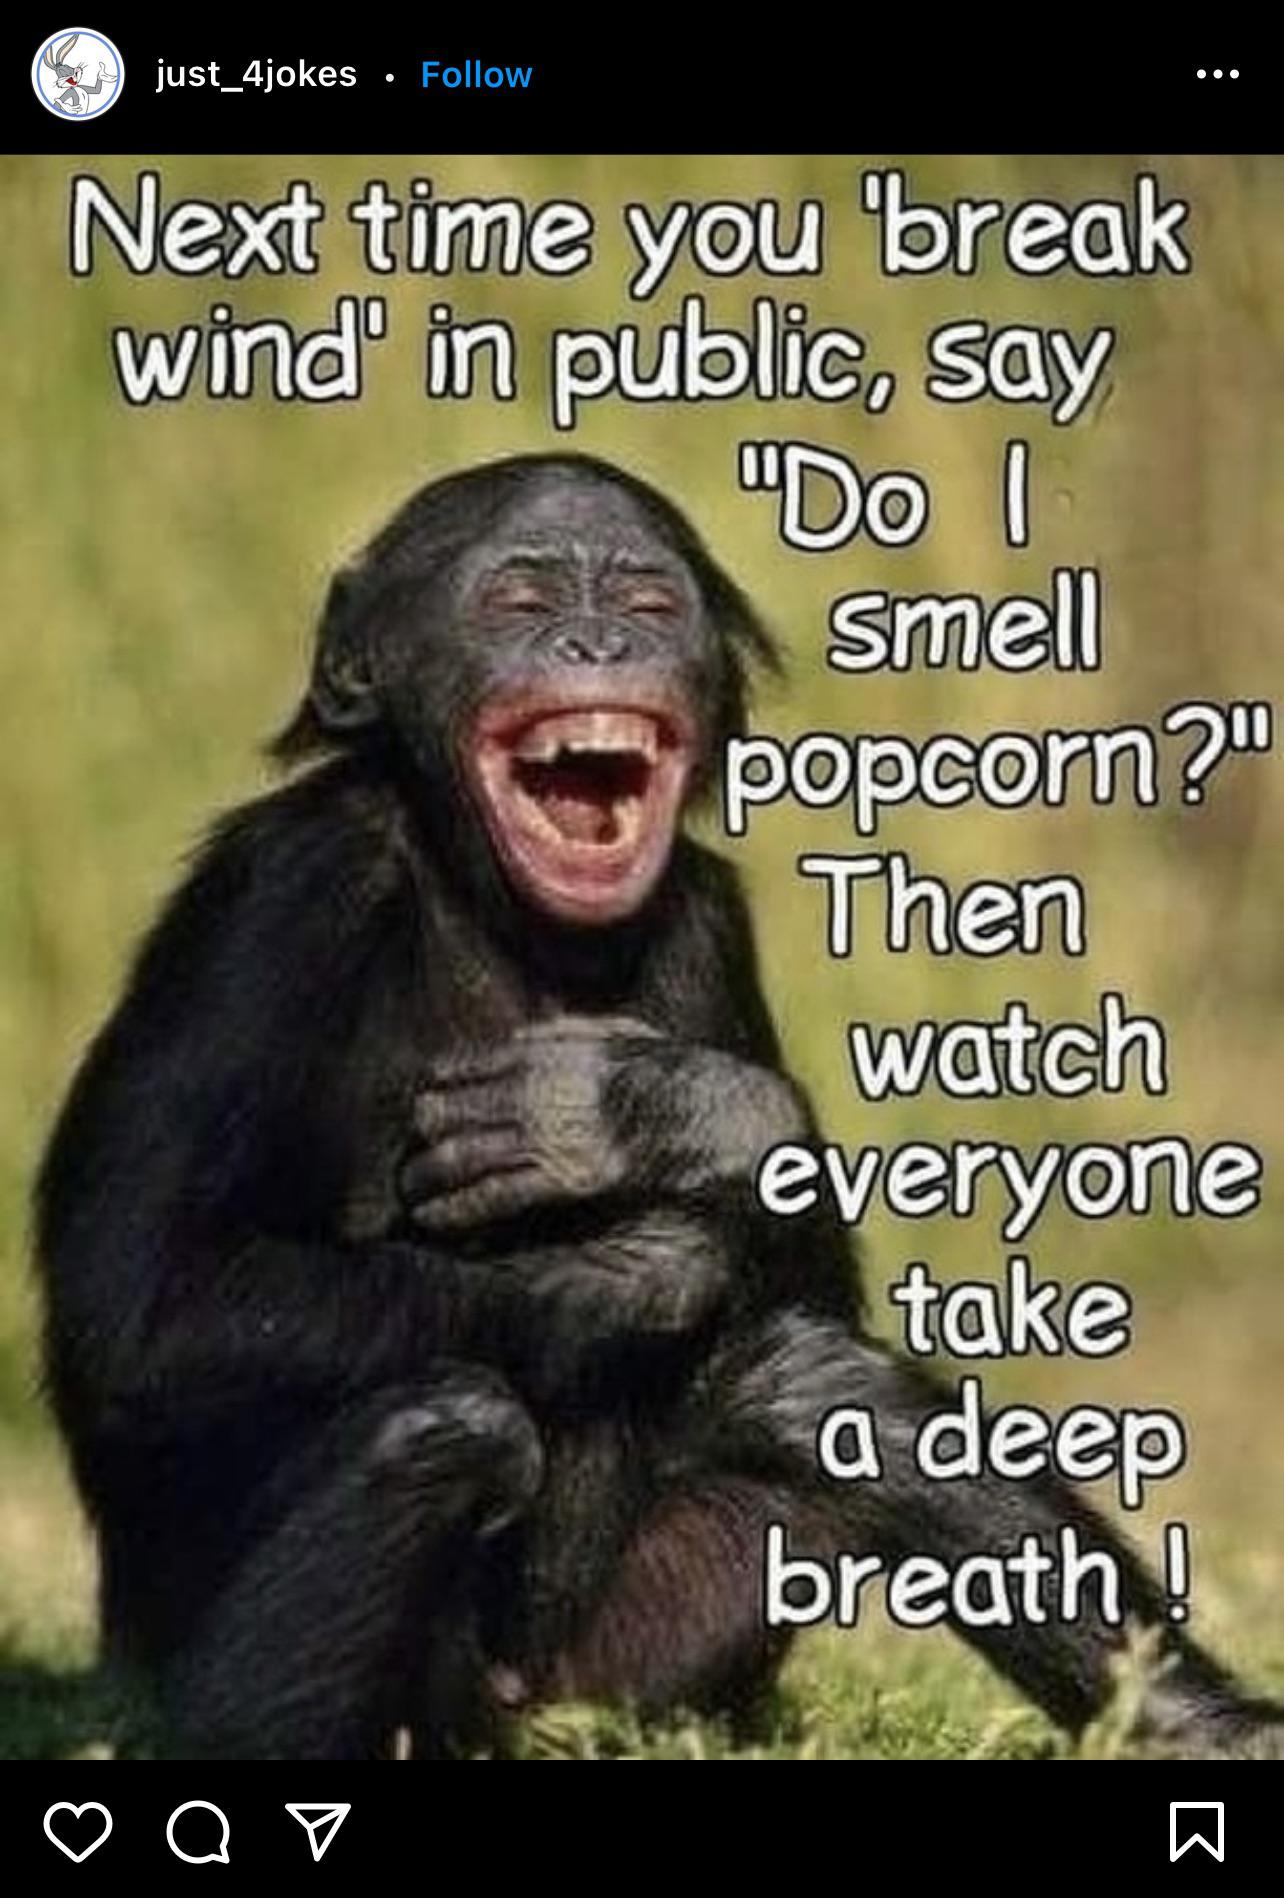 just_4jokes • Follow
Next time you 'break
wind' in public, say
"Do I
smell
popcorn?"
Then
watch
everyone
take
a deep
breath !